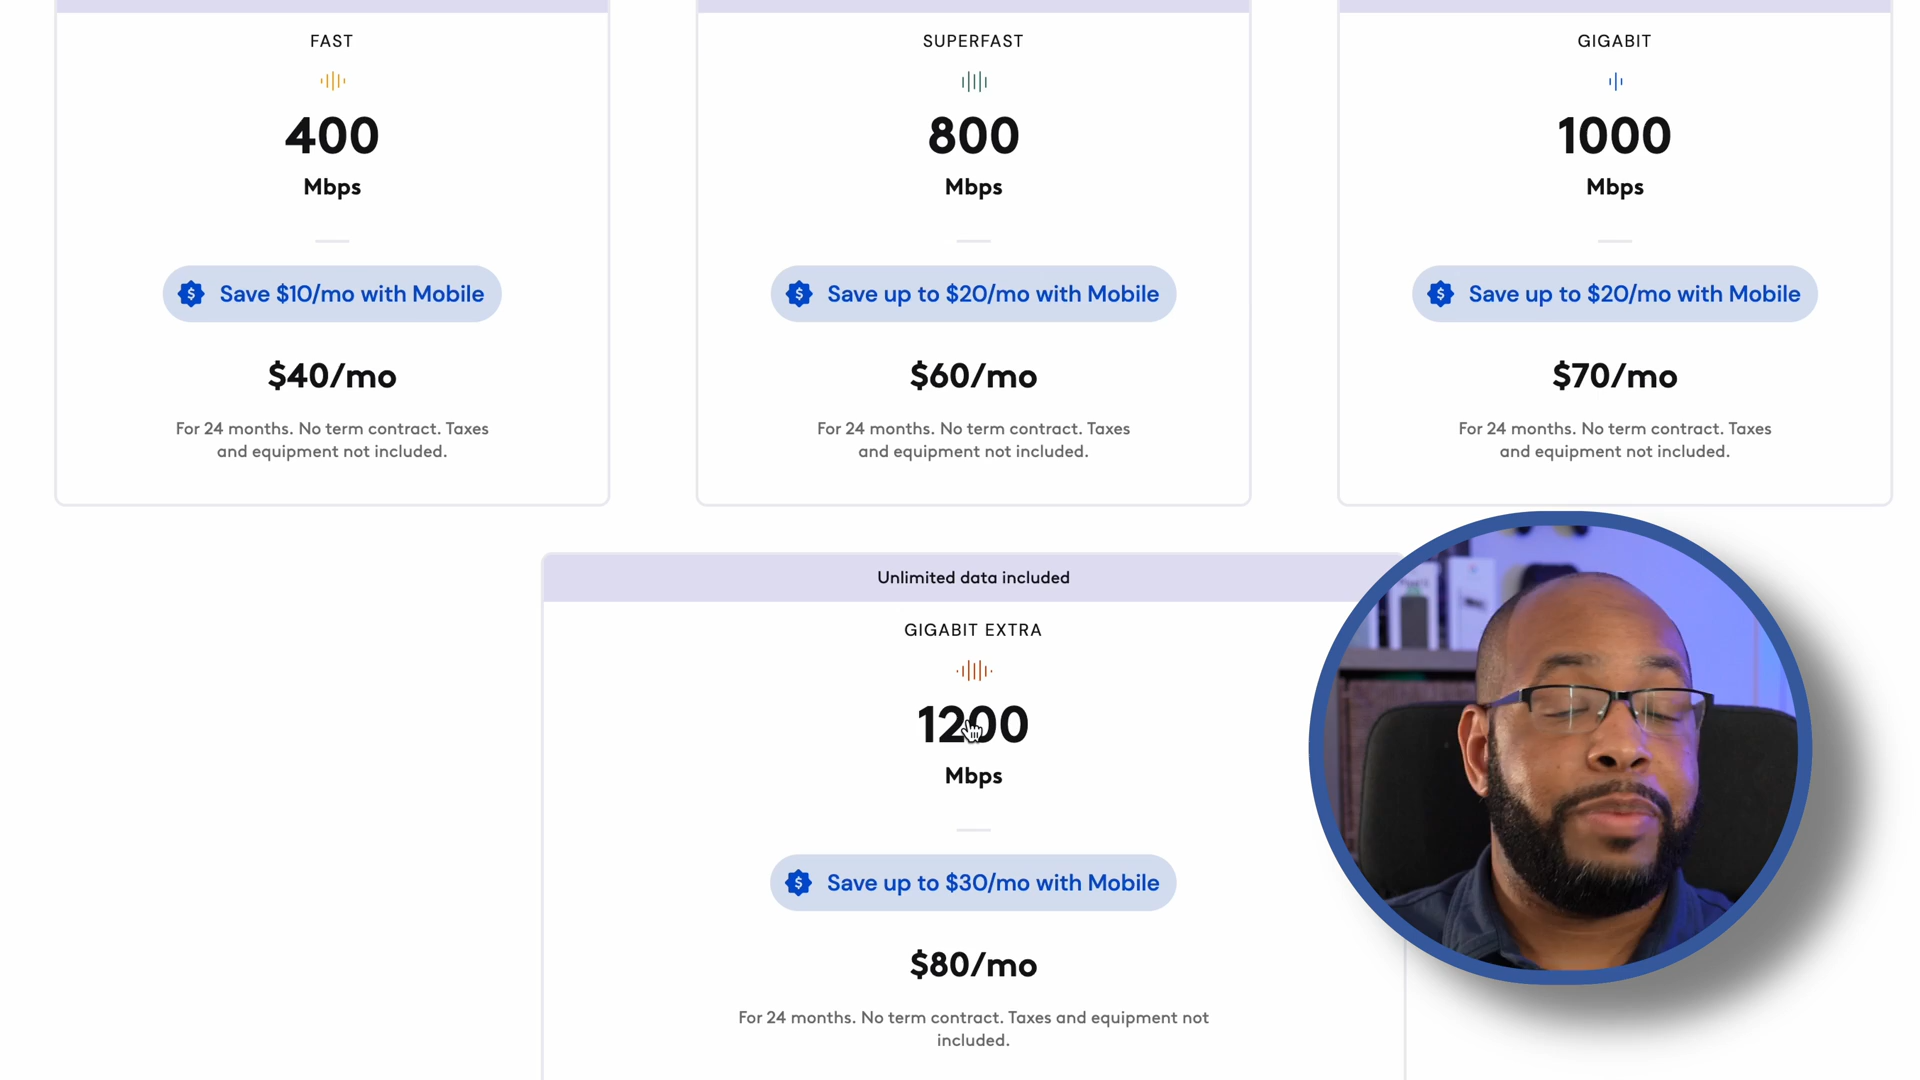 FAST
400
Mbps
Save $10/mo with Mobile
$40/mo
For 24 months. No term contract. Taxes
and equipment not included.
SUPERFAST
800
Mbps
Save up to $20/mo with Mobile
$60/mo
For 24 months. No term contract. Taxes
and equipment not included.
GIGABIT
1000
Mbps
Save up to $20/mo with Mobile
$70/mo
For 24 months. No term contract. Taxes
and equipment not included.
Unlimited data included
GIGABIT EXTRA
1200
Mbps
Save up to $30/mo with Mobile
$80/mo
For 24 months. No term contract. Taxes and equipment not
included.